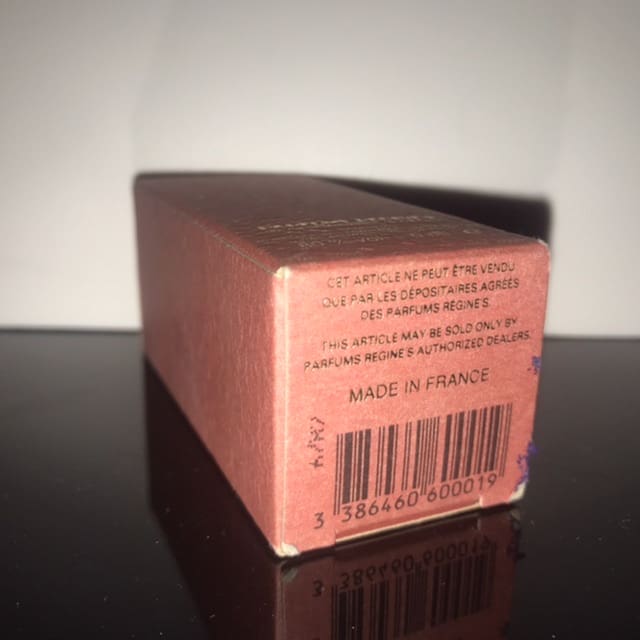 CET ARTICLE NE PEUT ÊTRE VENDU
QUE PAR LES DÉPOSITAIRES AGRÉÉS
DES PARFUMS RÉGINE'S
THIS ARTICLE MAY BE SOLD ONLY BY
PARFUMS REGINE'S AUTHORIZED DEALERS.
MADE IN FRANCE
3 386460 600019